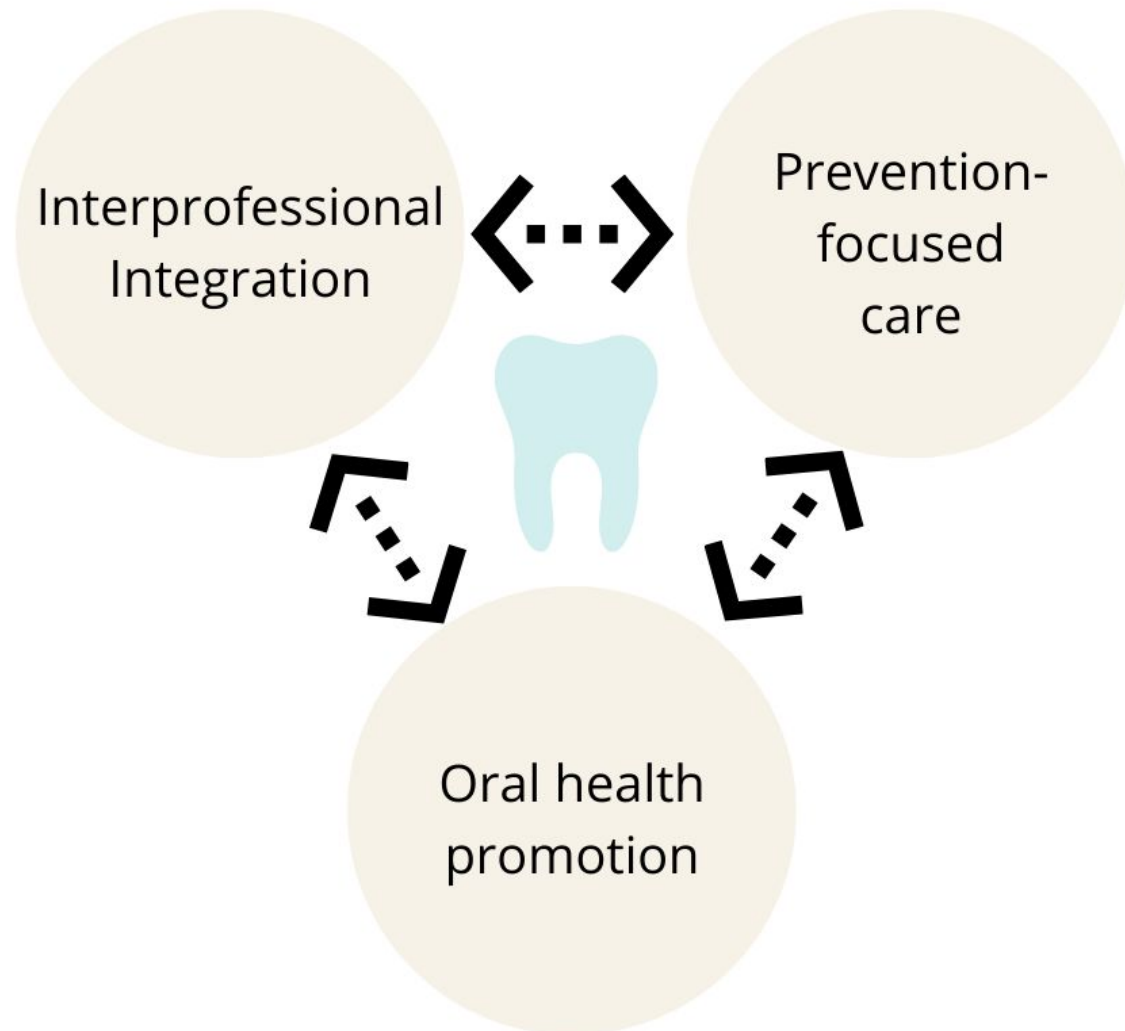 Interprofessional
Integration
Prevention-
focused
care
Oral health
promotion